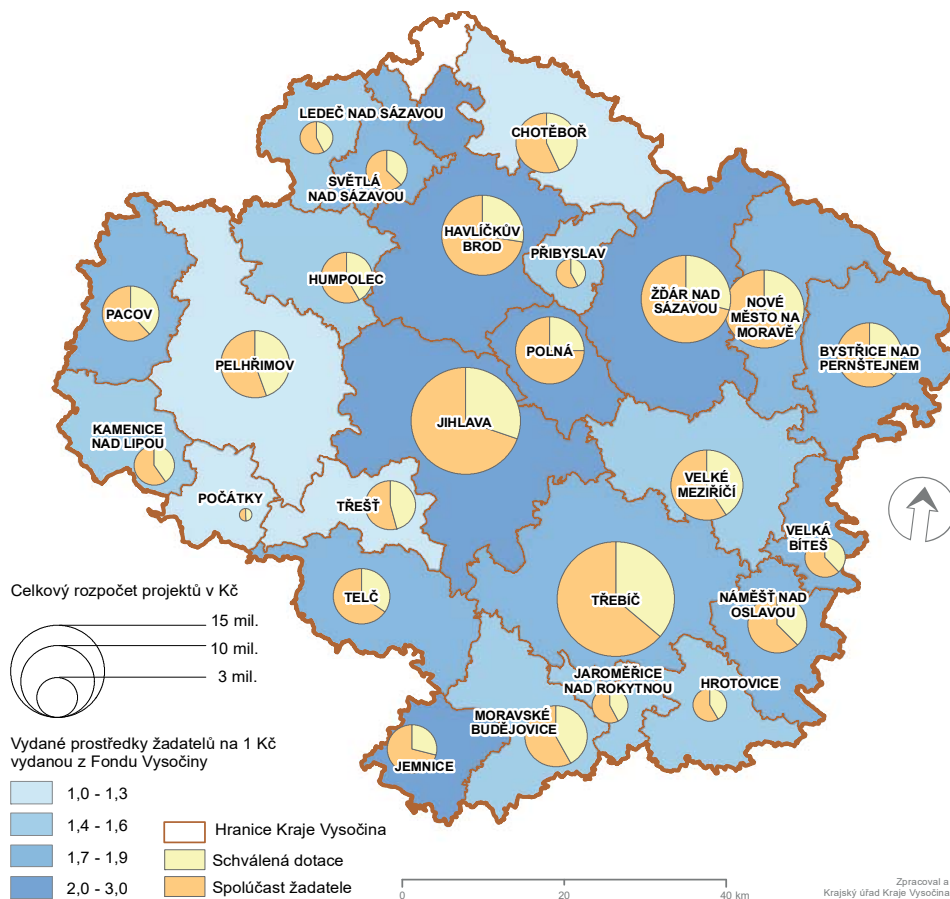 LEDEČ NAD SÁZAVOU
CHOTĚBOŘ
SVĚTLÁ
NAD SÁZAVOU
HAVLÍČKŮV
BROD
PŘIBYSLAV
HUMPOLEC
ŽĎÁR NAD
SÁZAVOU
NOVÉ
MĚSTO NA
MORAVĚ
PACOV
POLNÁ
BYSTŘICE NAD
PERNŠTEJNEM
PELHŘIMOV
JIHLAVA
KAMENICE
NAD LIPOU
VELKÉ
MEZIŘÍČÍ
POČÁTKY
TŘEŠŤ
VELKÁ
BÍTEŠ
TELČ
TŘEBÍČ
NÁMĚŠŤ NAD
OSLAVOU
JAROMĚŘICE
NAD ROKYTNOU
HROTOVICE
MORAVSKÉ
BUDĚJOVICE
JEMNICE
Celkový rozpočet projektů v Kč
15 mil.
10 mil.
3 mil.
Vydané prostředky žadatelů na 1 Kč
vydanou z Fondu Vysočiny
1,0 - 1,3
1,4 - 1,6
1,7 - 1,9
2,0 - 3,0
Hranice Kraje Vysočina
Schválená dotace
Spolúčast žadatele
0 20 40 km
Zpracoval a
Krajský úřad Kraje Vysočina